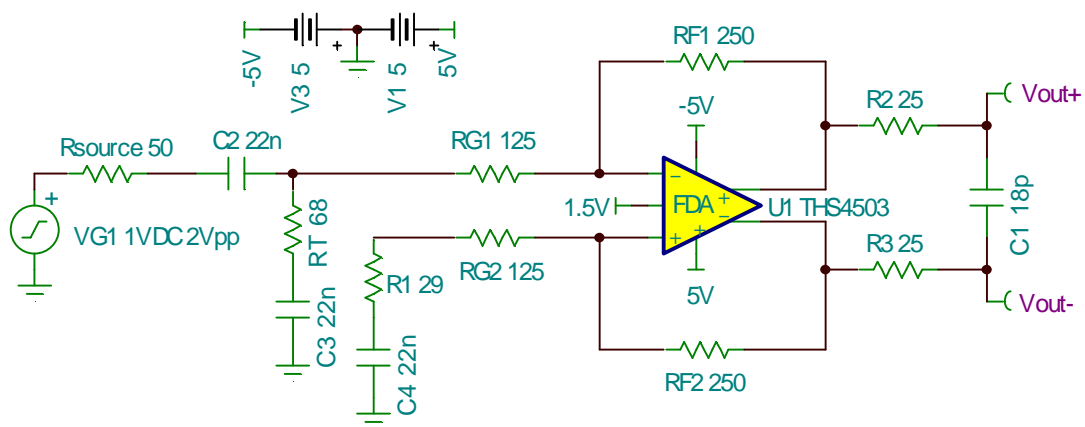 -5V
V3 5
+
V1 5
+
5V
RF1 250
-5V
R2 25
Vout+
Rsource 50
C2 22n
RG1 125
+
VG1 1VDC 2Vpp
RT 68
C3 22n
1.5V
−
FDA
+
+
−
+
U1 THS4503
C1 18p
R1 29
C4 22n
RG2 125
5V
R3 25
Vout-
RF2 250